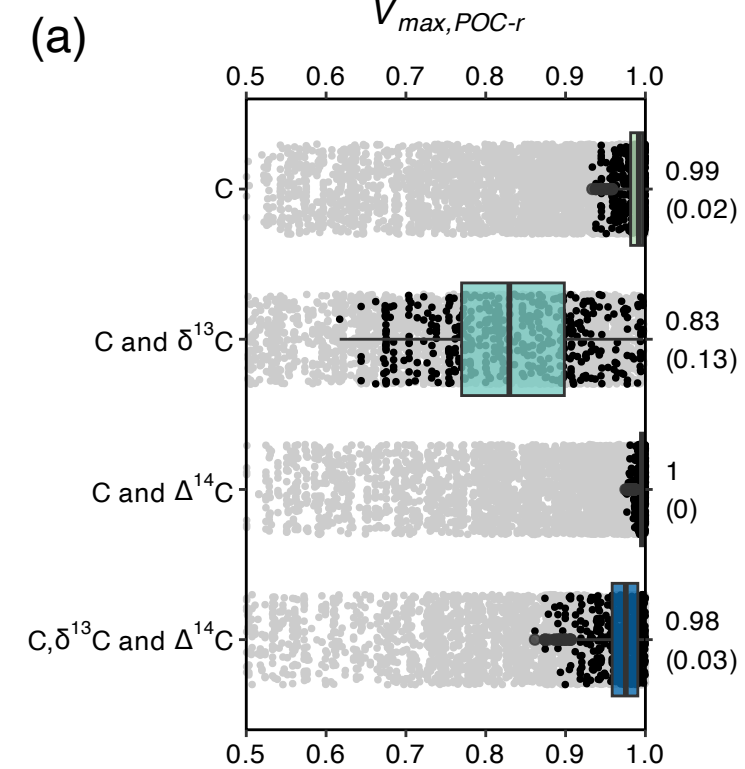 (a)
Vmax,POC-r
0.5 0.6 0.7 0.8 0.9 1.0
C
0.99
(0.02)
C and δ¹³C
0.83
(0.13)
C and Δ¹⁴C
1
(0)
C,δ¹³C and Δ¹⁴C
0.98
(0.03)
0.5 0.6 0.7 0.8 0.9 1.0